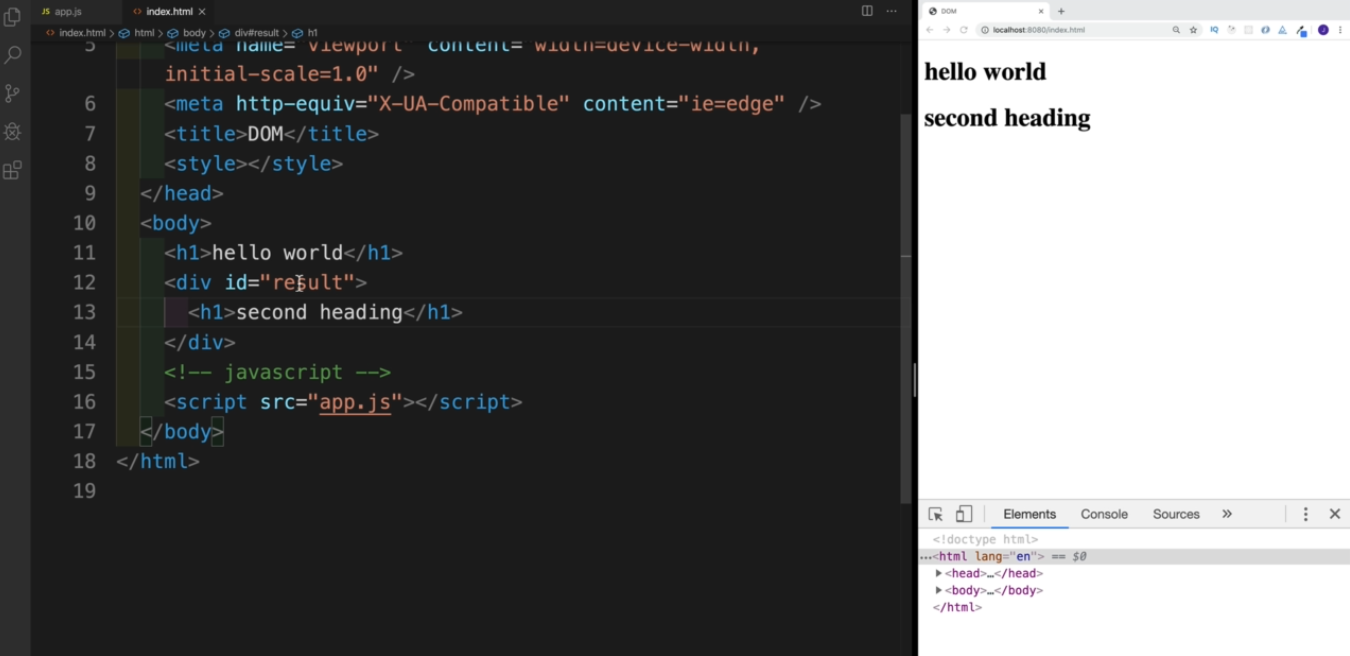 app.js
index.html
index.html > html > body > div#result > h1
5 <meta name="viewport" content="width=device-width,
initial-scale=1.0" />
6 <meta http-equiv="X-UA-Compatible" content="ie=edge" />
7 <title>DOM</title>
8 <style></style>
9 </head>
10 <body>
11 <h1>hello world</h1>
12 <div id="result">
13 <h1>second heading</h1>
14 </div>
15 <!-- javascript -->
16 <script src="app.js"></script>
17 </body>
18 </html>
19
DOM
localhost:8080/index.html
hello world
second heading
Elements Console Sources
<!doctype html>
<html lang="en"> == $0
<head>…</head>
<body>…</body>
</html>